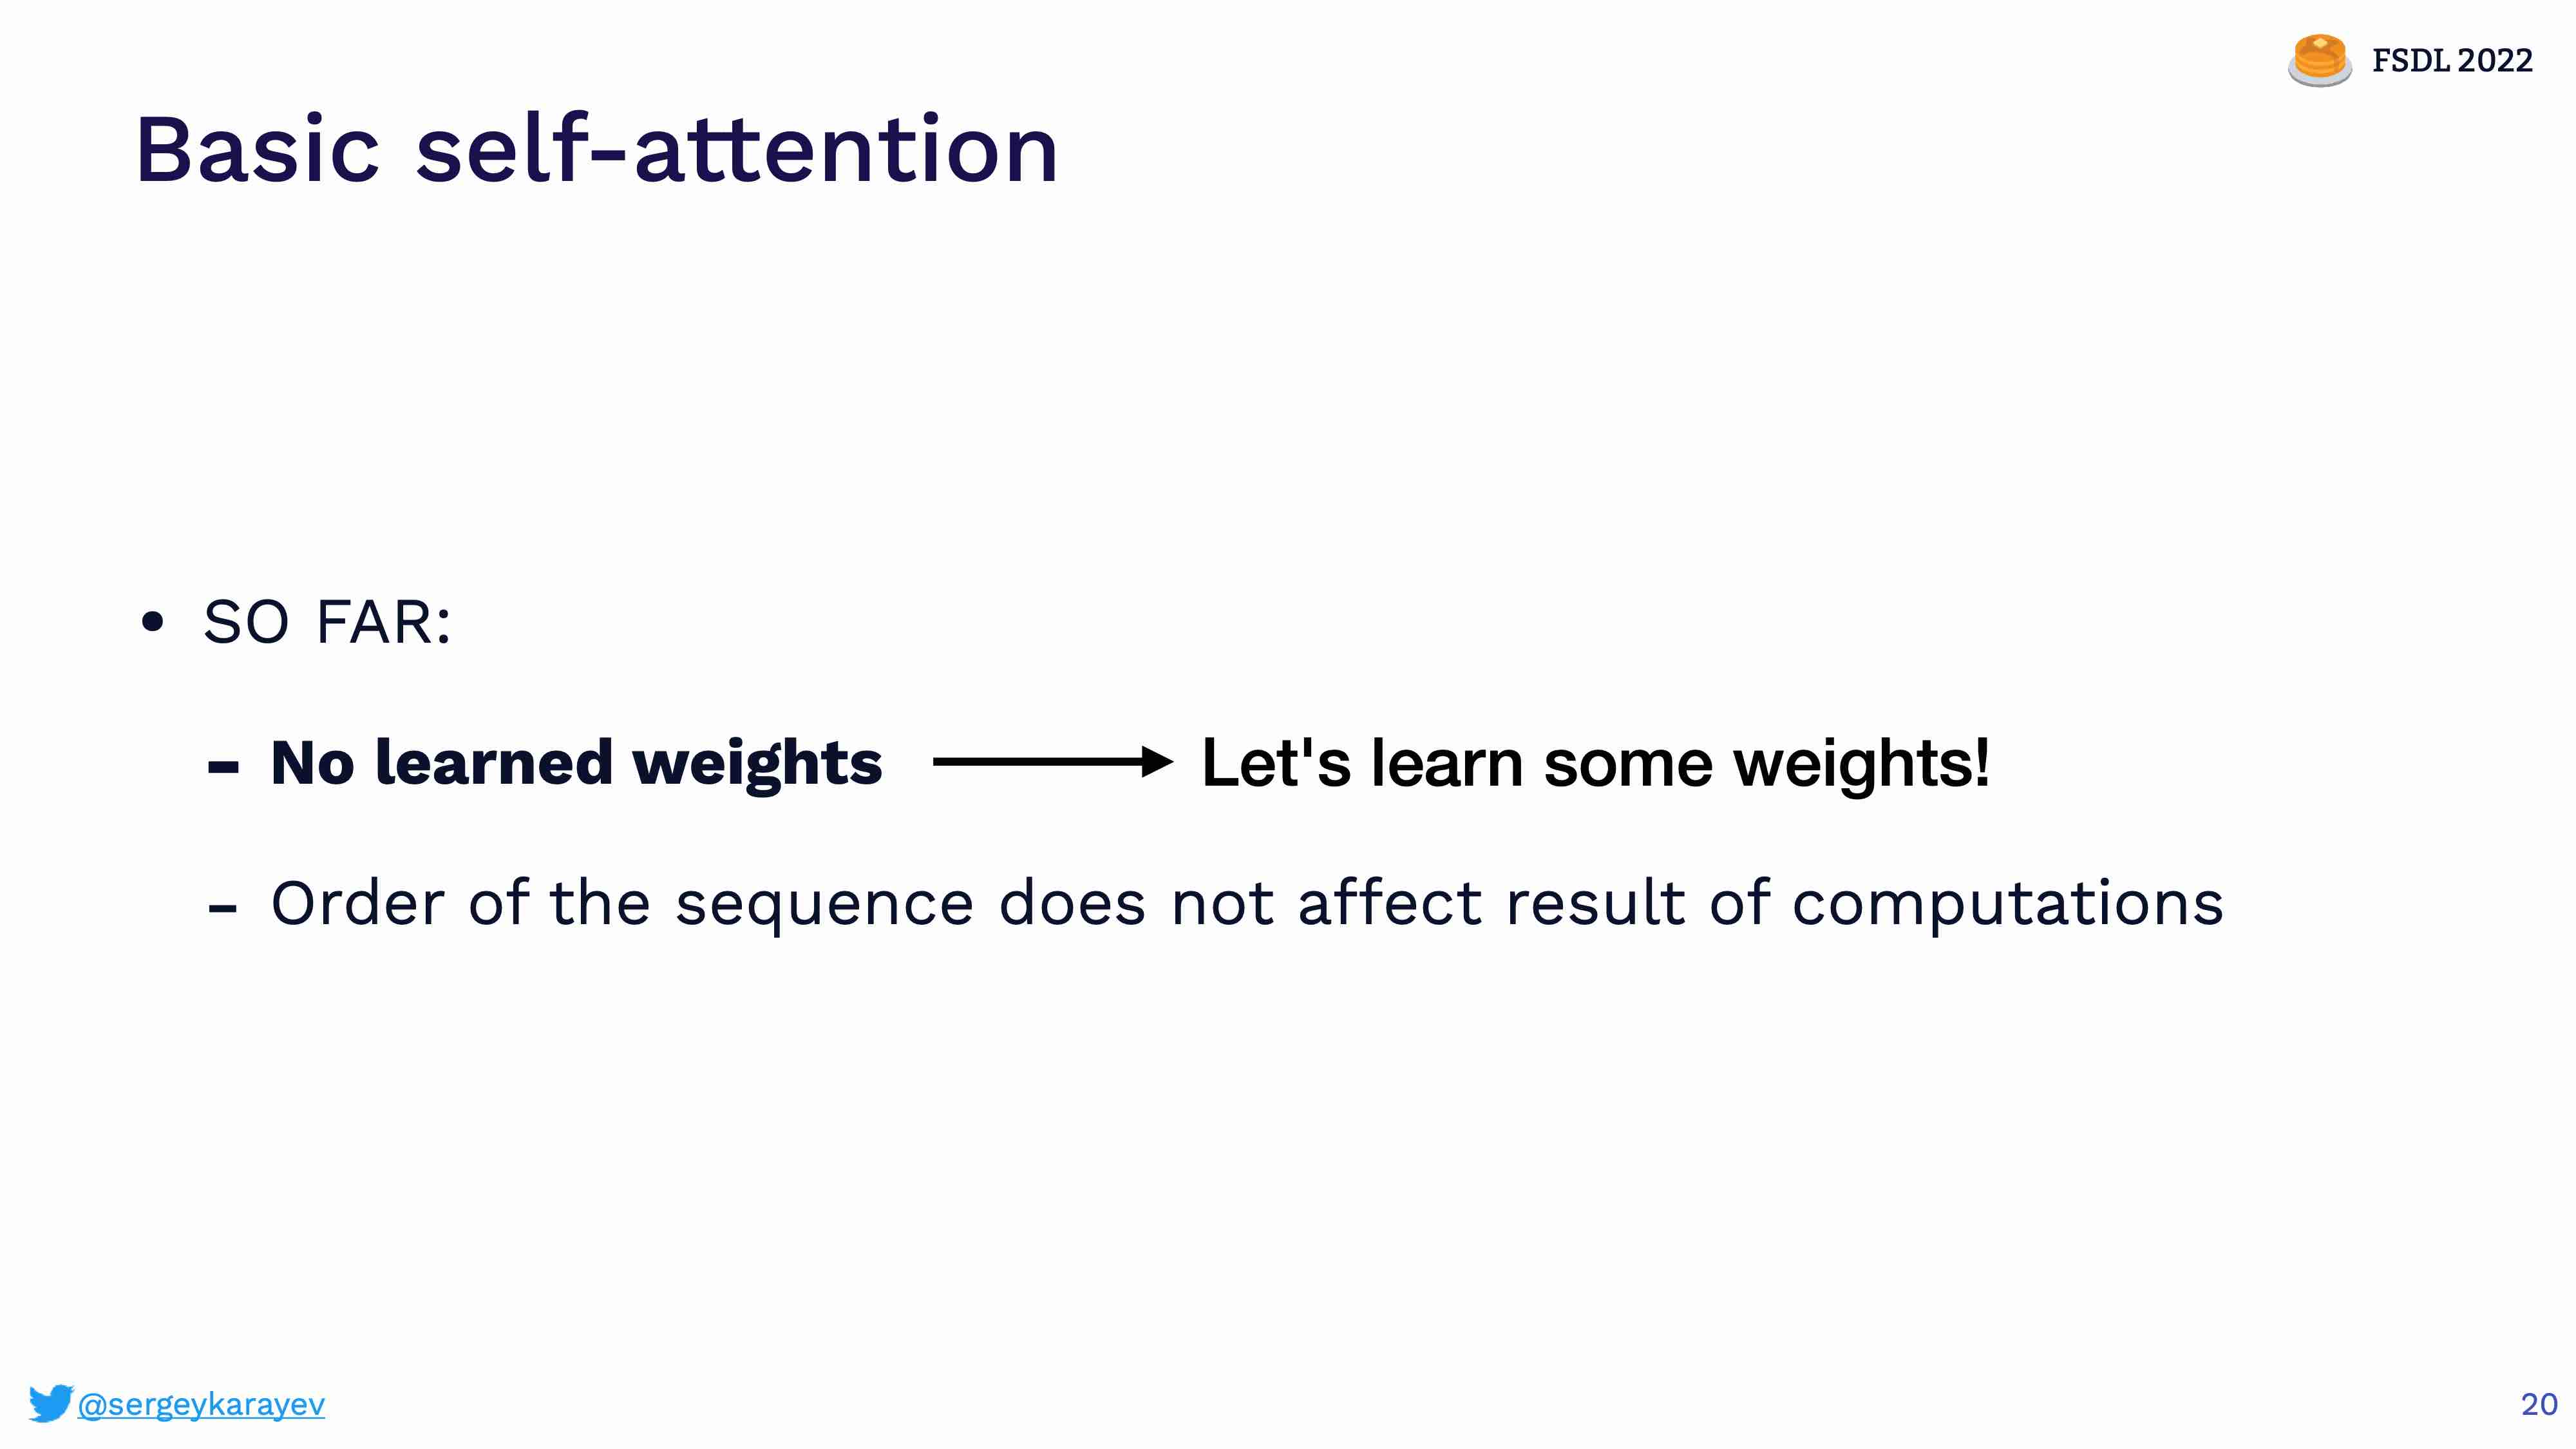 FSDL 2022
Basic self-attention
• SO FAR:
- No learned weights → Let's learn some weights!
- Order of the sequence does not affect result of computations
@sergeykarayev
20